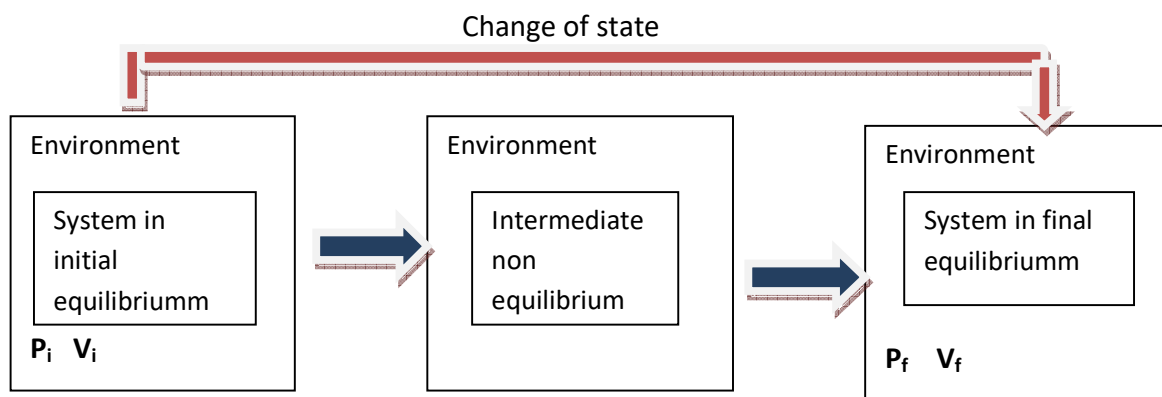 Change of state
Environment
System in
initial
equilibriumm
Pi Vi
Environment
Intermediate
non
equilibrium
Environment
System in final
equilibriumm
Pf Vf